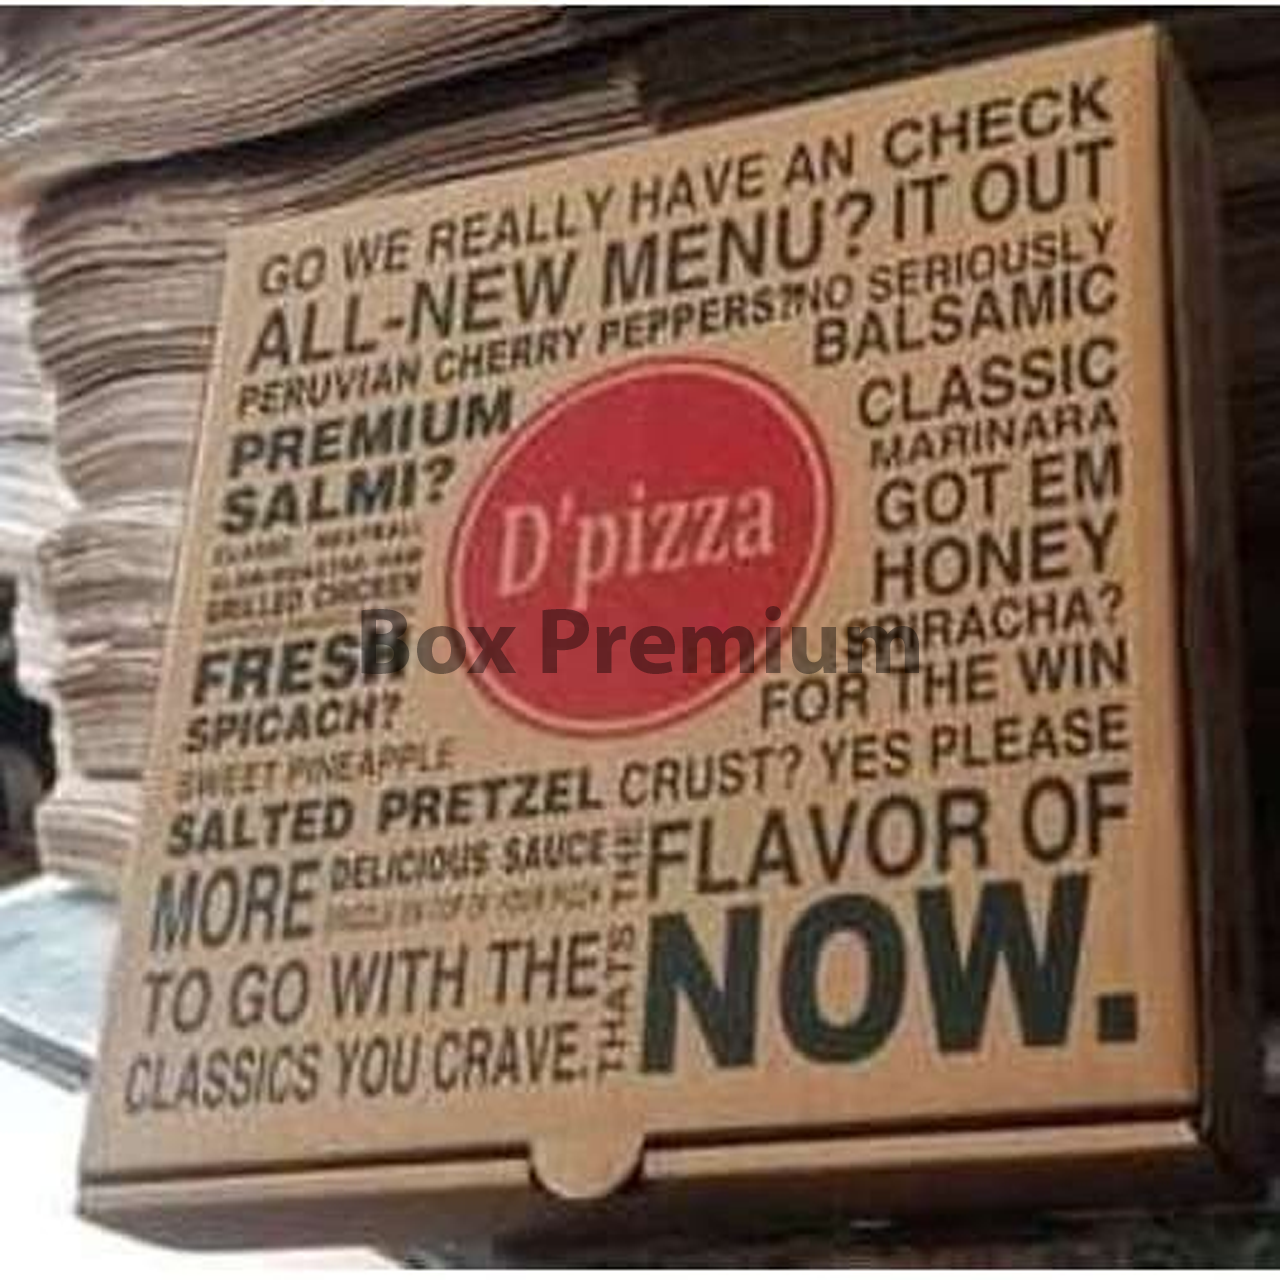 GO WE REALLY HAVE AN CHECK
ALL-NEW MENU? IT OUT
PERUVIAN CHERRY PEPPERS? NO SERIOUSLY
BALSAMIC
PREMIUM
SALMI?
CLASSIC
MARINARA
GOT EM
HONEY
SRIRACHA?
FOR THE WIN
D'pizza
GRILLED CHICKEN
FRESH
SPICACH?
Box Premium
SWEET PINEAPPLE
SALTED PRETZEL CRUST? YES PLEASE
MORE DELICIOUS SAUCE
TO GO WITH THE
CLASSICS YOU CRAVE.
THATS THE
FLAVOR OF
NOW.